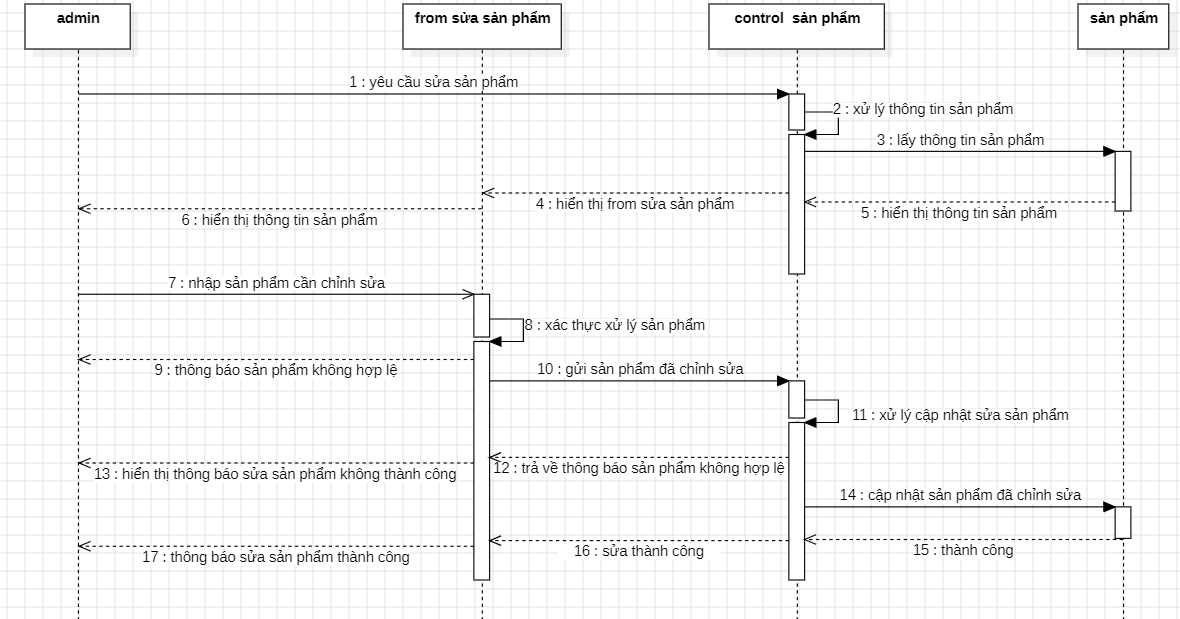 admin
from sửa sản phẩm
control sản phẩm
sản phẩm
1 : yêu cầu sửa sản phẩm
2 : xử lý thông tin sản phẩm
3 : lấy thông tin sản phẩm
4 : hiển thị from sửa sản phẩm
5 : hiển thị thông tin sản phẩm
6 : hiển thị thông tin sản phẩm
7 : nhập sản phẩm cần chỉnh sửa
8 : xác thực xử lý sản phẩm
9 : thông báo sản phẩm không hợp lệ
10 : gửi sản phẩm đã chỉnh sửa
11 : xử lý cập nhật sửa sản phẩm
12 : trả về thông báo sản phẩm không hợp lệ
13 : hiển thị thông báo sửa sản phẩm không thành công
14 : cập nhật sản phẩm đã chỉnh sửa
15 : thành công
16 : sửa thành công
17 : thông báo sửa sản phẩm thành công